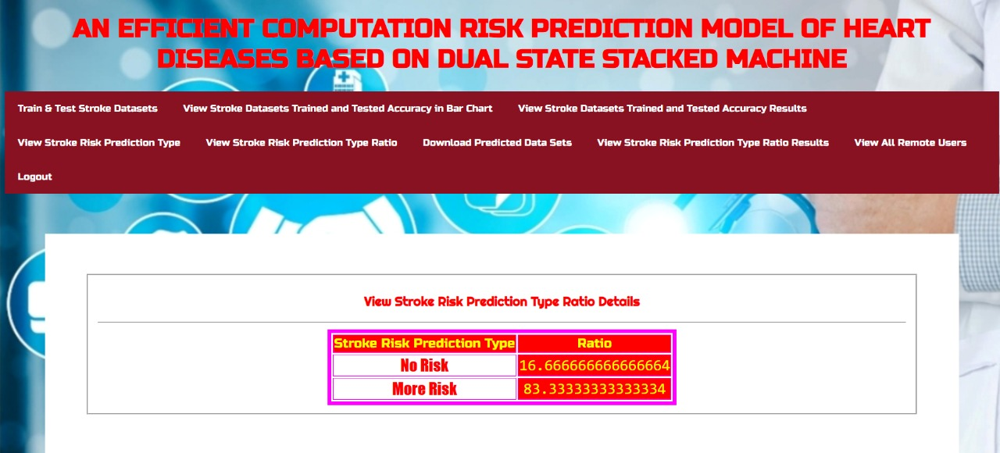 AN EFFICIENT COMPUTATION RISK PREDICTION MODEL OF HEART
DISEASES BASED ON DUAL STATE STACKED MACHINE
Train & Test Stroke Datasets View Stroke Datasets Trained and Tested Accuracy in Bar Chart View Stroke Datasets Trained and Tested Accuracy Results
View Stroke Risk Prediction Type View Stroke Risk Prediction Type Ratio Download Predicted Data Sets View Stroke Risk Prediction Type Ratio Results View All Remote Users
Logout
View Stroke Risk Prediction Type Ratio Details
Stroke Risk Prediction Type Ratio
No Risk 16.666666666666664
More Risk 83.33333333333334